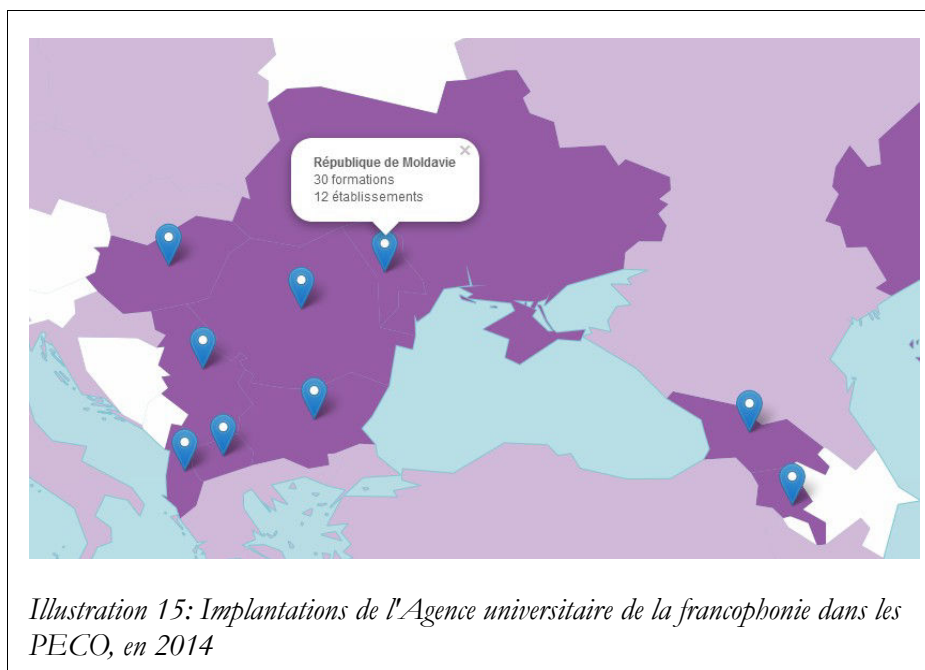 République de Moldavie
30 formations
12 établissements
Illustration 15: Implantations de l'Agence universitaire de la francophonie dans les
PECO, en 2014